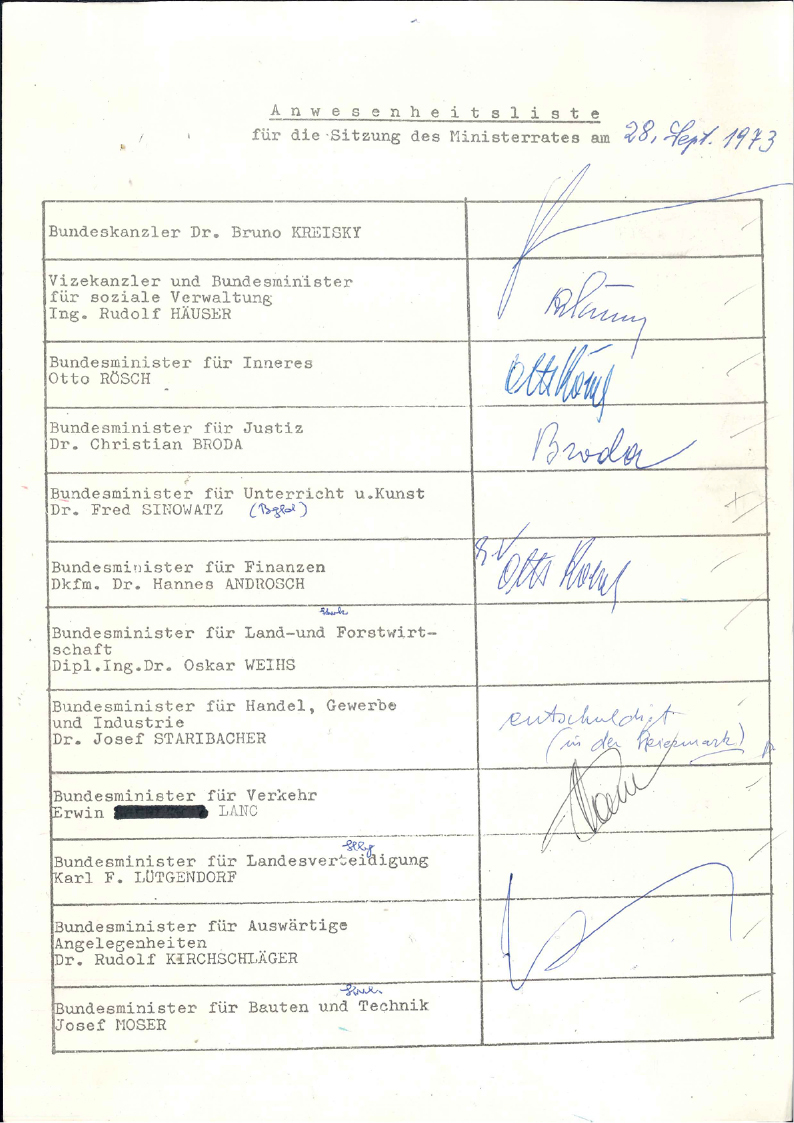 Anwesenheitsliste
für die Sitzung des Ministerrates am 28. Sept. 1973
Bundeskanzler Dr. Bruno KREISKY
Vizekanzler und Bundesminister
für soziale Verwaltung
Ing. Rudolf HÄUSER
Bundesminister für Inneres
Otto RÖSCH
Bundesminister für Justiz
Dr. Christian BRODA
Broda
Bundesminister für Unterricht u.Kunst
Dr. Fred SINOWATZ (Bgld)
Bundesminister für Finanzen
Dkfm. Dr. Hannes ANDROSCH
Bundesminister für Land-und Forstwirt-
schaft
Dipl.Ing.Dr. Oskar WEIHS
Bundesminister für Handel, Gewerbe
und Industrie
Dr. Josef STARIBACHER
entschuldigt
(in der Steiermark)
Bundesminister für Verkehr
Erwin LANC
Bundesminister für Landesverteidigung
Karl F. LÜTGENDORF
Bundesminister für Auswärtige
Angelegenheiten
Dr. Rudolf KIRCHSCHLÄGER
Bundesminister für Bauten und Technik
Josef MOSER